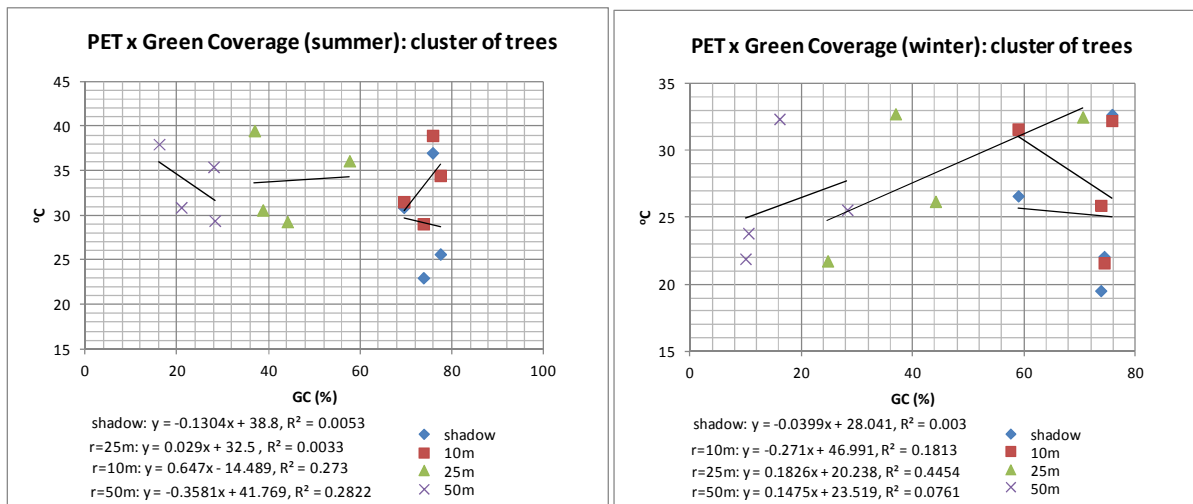 PET x Green Coverage (summer): cluster of trees
45
40
35
30
25
20
15
ºC
0 20 40 60 80 100
GC (%)
shadow: y = -0.1304x + 38.8, R² = 0.0053
r=25m: y = 0.029x + 32.5 , R² = 0.0033
r=10m: y = 0.647x - 14.489, R² = 0.273
r=50m: y = -0.3581x + 41.769, R² = 0.2822
shadow
10m
25m
50m
PET x Green Coverage (winter): cluster of trees
35
30
25
20
15
ºC
0 20 40 60 80
GC (%)
shadow: y = -0.0399x + 28.041, R² = 0.003
r=10m: y = -0.271x + 46.991, R² = 0.1813
r=25m: y = 0.1826x + 20.238, R² = 0.4454
r=50m: y = 0.1475x + 23.519, R² = 0.0761
shadow
10m
25m
50m